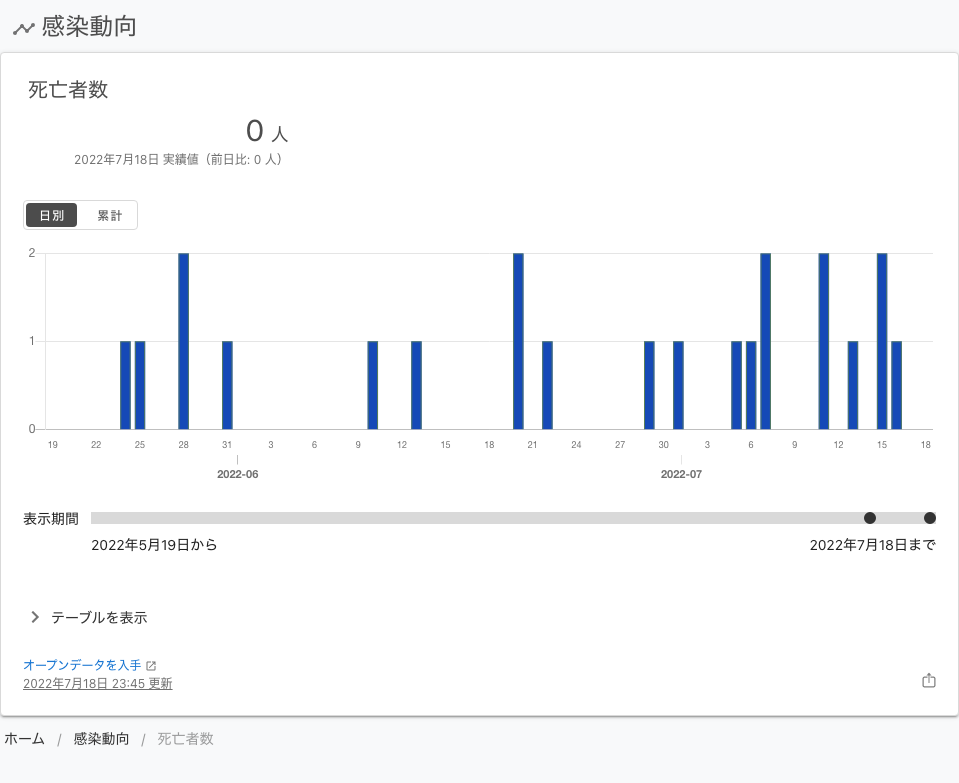 感染動向
死亡者数
0 人
2022年7月18日 実績値（前日比: 0 人）
日別 累計
2
1
0
19 22 25 28 31 3 6 9 12 15 18 21 24 27 30 3 6 9 12 15 18
2022-06 2022-07
表示期間
2022年5月19日から 2022年7月18日まで
テーブルを表示
オープンデータを入手
2022年7月18日 23:45 更新
ホーム / 感染動向 / 死亡者数